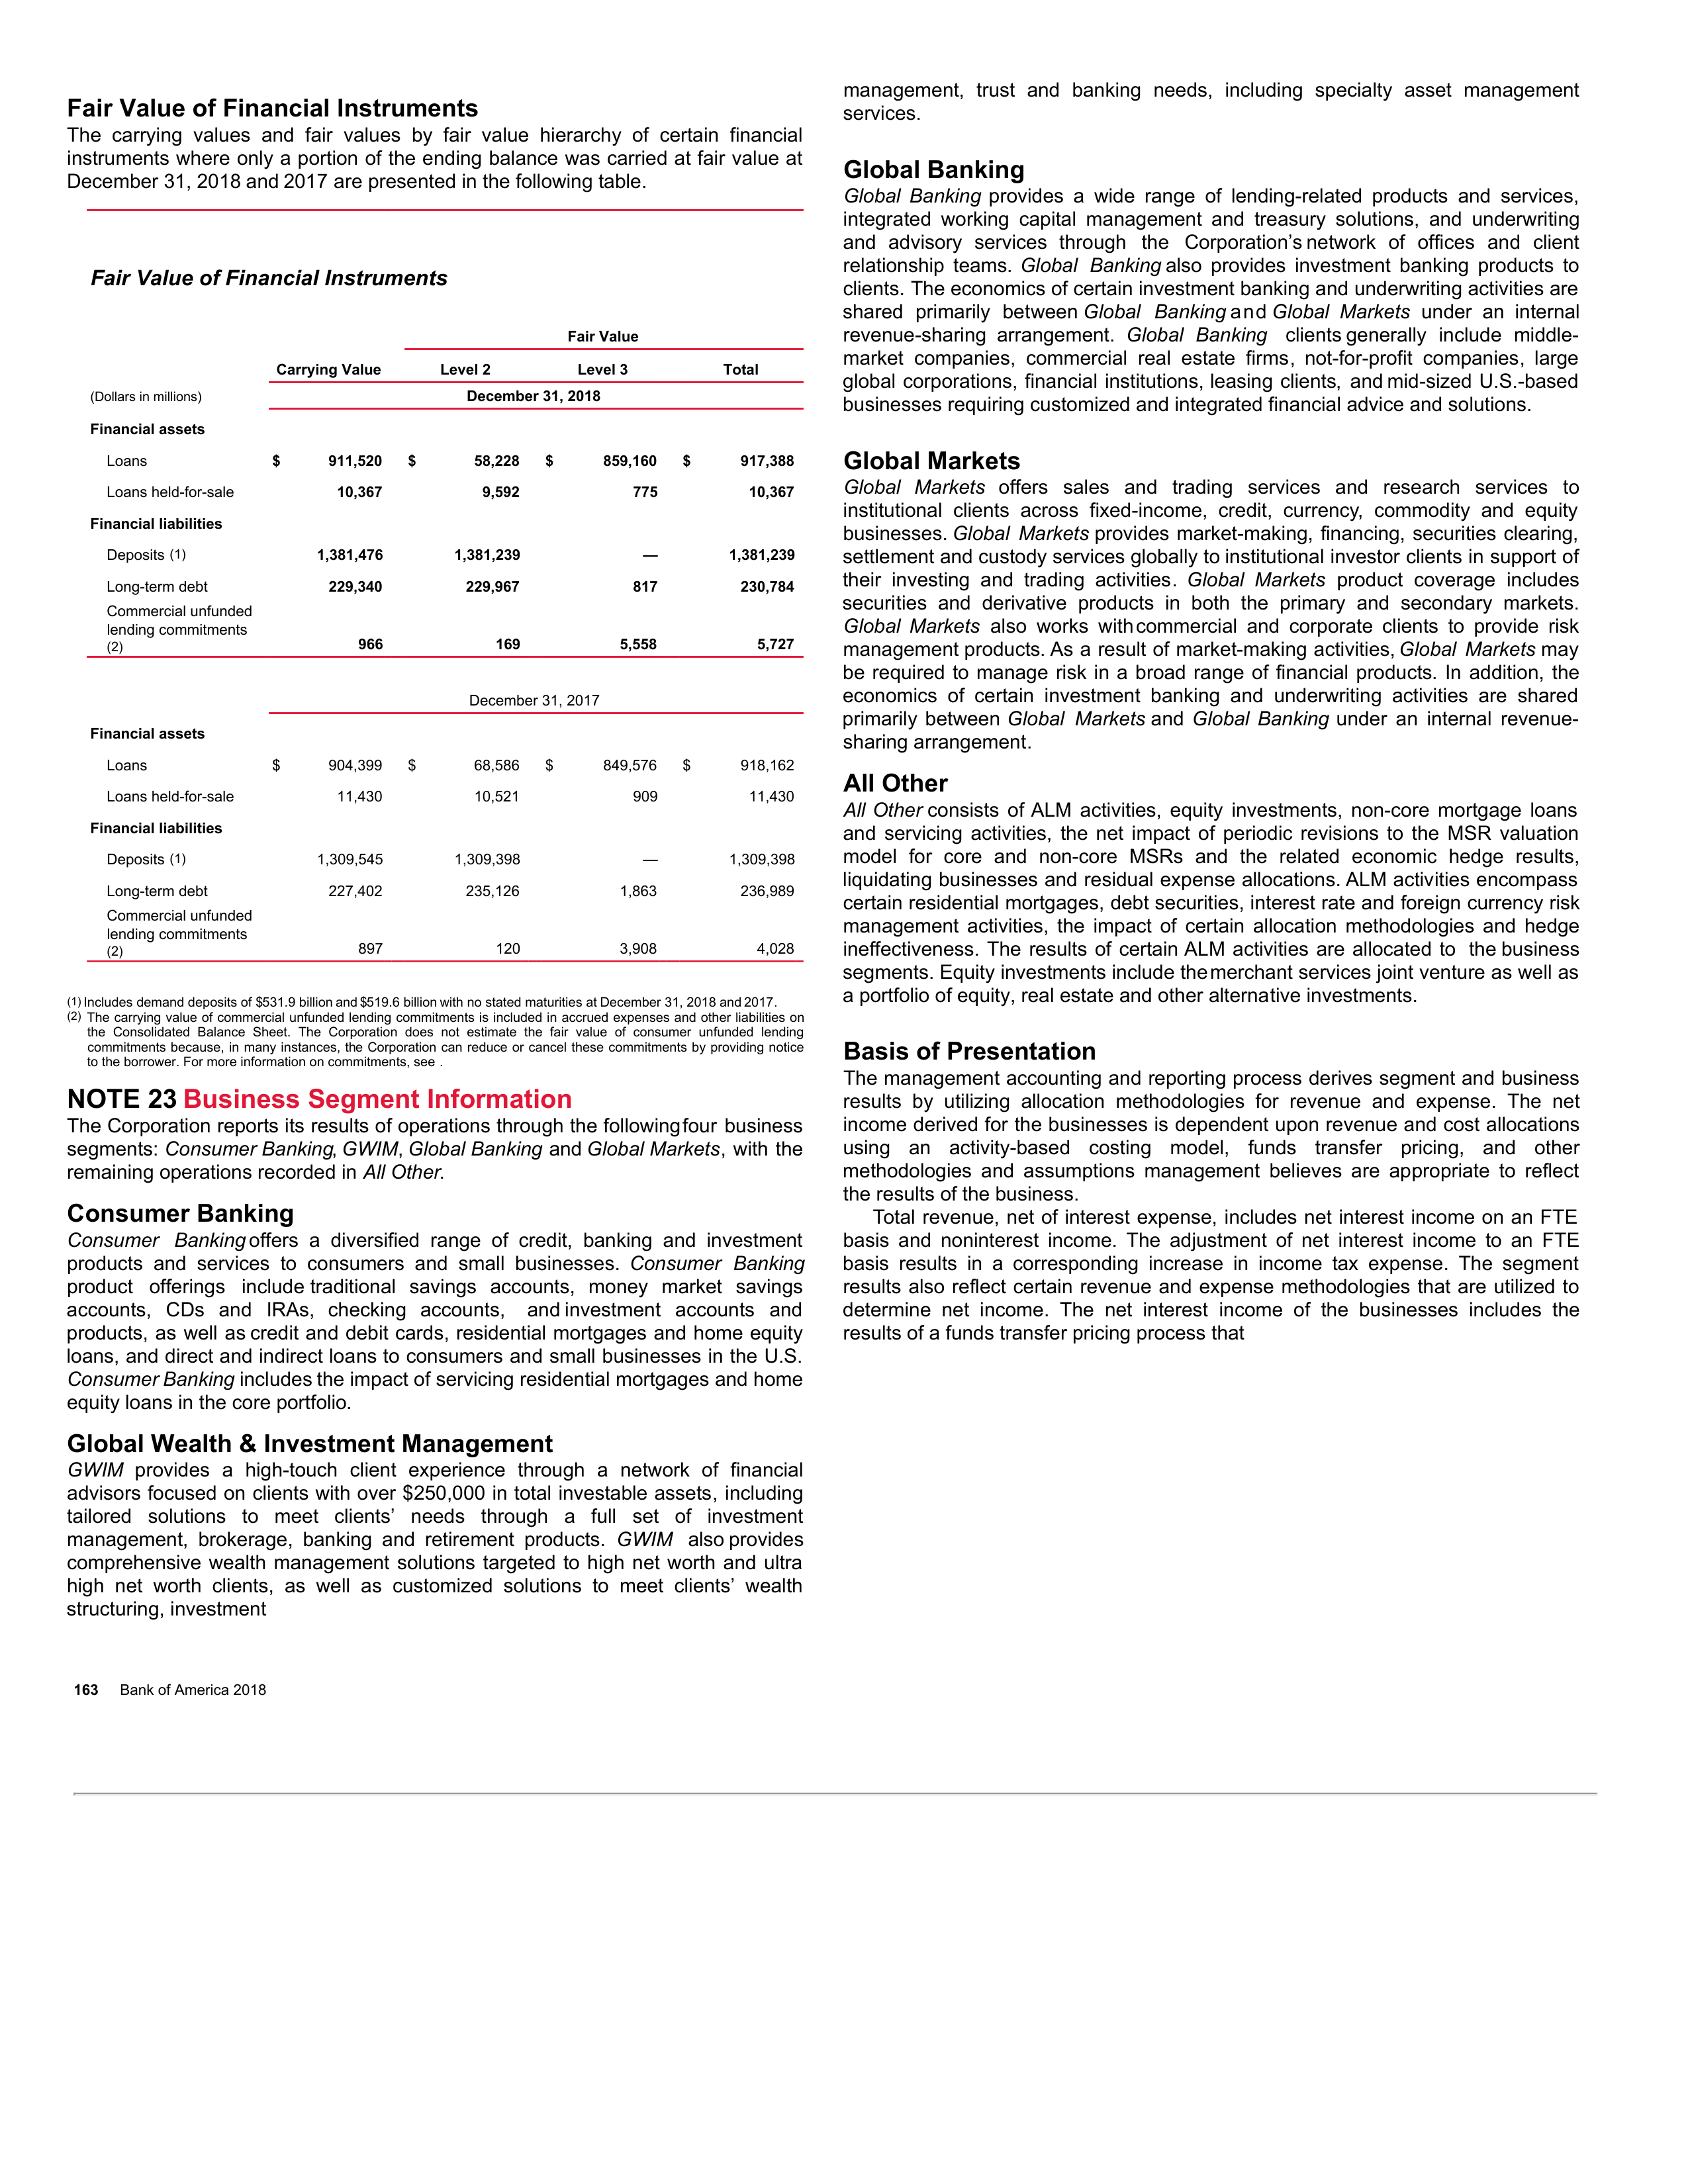 Fair Value of Financial Instruments
The carrying values and fair values by fair value hierarchy of certain financial
instruments where only a portion of the ending balance was carried at fair value at
December 31, 2018 and 2017 are presented in the following table.
Fair Value of Financial Instruments
Fair Value
Carrying Value Level 2 Level 3 Total
(Dollars in millions) December 31, 2018
Financial assets
Loans $ 911,520 $ 58,228 $ 859,160 $ 917,388
Loans held-for-sale 10,367 9,592 775 10,367
Financial liabilities
Deposits (1) 1,381,476 1,381,239 — 1,381,239
Long-term debt 229,340 229,967 817 230,784
Commercial unfunded
lending commitments
(2) 966 169 5,558 5,727
December 31, 2017
Financial assets
Loans $ 904,399 $ 68,586 $ 849,576 $ 918,162
Loans held-for-sale 11,430 10,521 909 11,430
Financial liabilities
Deposits (1) 1,309,545 1,309,398 — 1,309,398
Long-term debt 227,402 235,126 1,863 236,989
Commercial unfunded
lending commitments
(2) 897 120 3,908 4,028
(1) Includes demand deposits of $531.9 billion and $519.6 billion with no stated maturities at December 31, 2018 and 2017.
(2) The carrying value of commercial unfunded lending commitments is included in accrued expenses and other liabilities on
the Consolidated Balance Sheet. The Corporation does not estimate the fair value of consumer unfunded lending
commitments because, in many instances, the Corporation can reduce or cancel these commitments by providing notice
to the borrower. For more information on commitments, see .
NOTE 23 Business Segment Information
The Corporation reports its results of operations through the following four business
segments: Consumer Banking, GWIM, Global Banking and Global Markets, with the
remaining operations recorded in All Other.
Consumer Banking
Consumer Banking offers a diversified range of credit, banking and investment
products and services to consumers and small businesses. Consumer Banking
product offerings include traditional savings accounts, money market savings
accounts, CDs and IRAs, checking accounts, and investment accounts and
products, as well as credit and debit cards, residential mortgages and home equity
loans, and direct and indirect loans to consumers and small businesses in the U.S.
Consumer Banking includes the impact of servicing residential mortgages and home
equity loans in the core portfolio.
Global Wealth & Investment Management
GWIM provides a high-touch client experience through a network of financial
advisors focused on clients with over $250,000 in total investable assets, including
tailored solutions to meet clients’ needs through a full set of investment
management, brokerage, banking and retirement products. GWIM also provides
comprehensive wealth management solutions targeted to high net worth and ultra
high net worth clients, as well as customized solutions to meet clients’ wealth
structuring, investment
management, trust and banking needs, including specialty asset management
services.
Global Banking
Global Banking provides a wide range of lending-related products and services,
integrated working capital management and treasury solutions, and underwriting
and advisory services through the Corporation’s network of offices and client
relationship teams. Global Banking also provides investment banking products to
clients. The economics of certain investment banking and underwriting activities are
shared primarily between Global Banking and Global Markets under an internal
revenue-sharing arrangement. Global Banking clients generally include middle-
market companies, commercial real estate firms, not-for-profit companies, large
global corporations, financial institutions, leasing clients, and mid-sized U.S.-based
businesses requiring customized and integrated financial advice and solutions.
Global Markets
Global Markets offers sales and trading services and research services to
institutional clients across fixed-income, credit, currency, commodity and equity
businesses. Global Markets provides market-making, financing, securities clearing,
settlement and custody services globally to institutional investor clients in support of
their investing and trading activities. Global Markets product coverage includes
securities and derivative products in both the primary and secondary markets.
Global Markets also works with commercial and corporate clients to provide risk
management products. As a result of market-making activities, Global Markets may
be required to manage risk in a broad range of financial products. In addition, the
economics of certain investment banking and underwriting activities are shared
primarily between Global Markets and Global Banking under an internal revenue-
sharing arrangement.
All Other
All Other consists of ALM activities, equity investments, non-core mortgage loans
and servicing activities, the net impact of periodic revisions to the MSR valuation
model for core and non-core MSRs and the related economic hedge results,
liquidating businesses and residual expense allocations. ALM activities encompass
certain residential mortgages, debt securities, interest rate and foreign currency risk
management activities, the impact of certain allocation methodologies and hedge
ineffectiveness. The results of certain ALM activities are allocated to the business
segments. Equity investments include the merchant services joint venture as well as
a portfolio of equity, real estate and other alternative investments.
Basis of Presentation
The management accounting and reporting process derives segment and business
results by utilizing allocation methodologies for revenue and expense. The net
income derived for the businesses is dependent upon revenue and cost allocations
using an activity-based costing model, funds transfer pricing, and other
methodologies and assumptions management believes are appropriate to reflect
the results of the business.
Total revenue, net of interest expense, includes net interest income on an FTE
basis and noninterest income. The adjustment of net interest income to an FTE
basis results in a corresponding increase in income tax expense. The segment
results also reflect certain revenue and expense methodologies that are utilized to
determine net income. The net interest income of the businesses includes the
results of a funds transfer pricing process that
163 Bank of America 2018